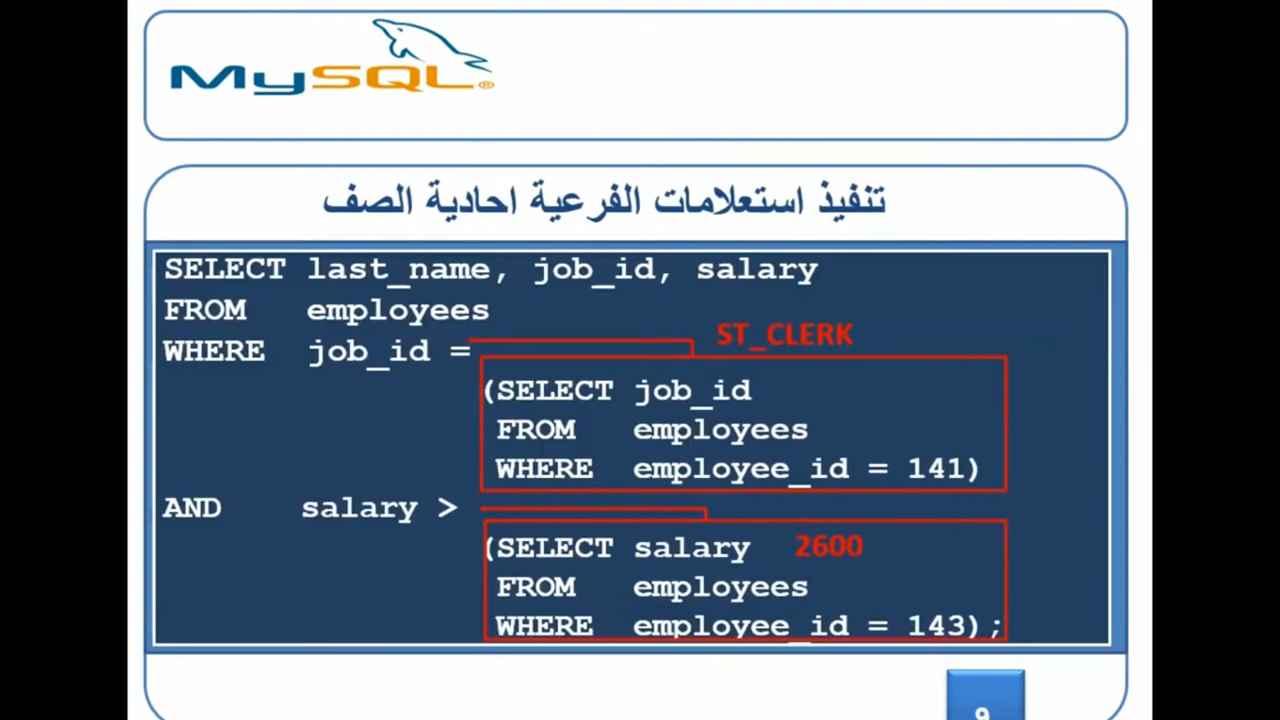 MySQL®
تنفيذ استعلامات الفرعية احادية الصف
SELECT last_name, job_id, salary
FROM employees
WHERE job_id =
ST_CLERK
(SELECT job_id
FROM employees
WHERE employee_id = 141)
AND salary >
(SELECT salary 2600
FROM employees
WHERE employee_id = 143);
9